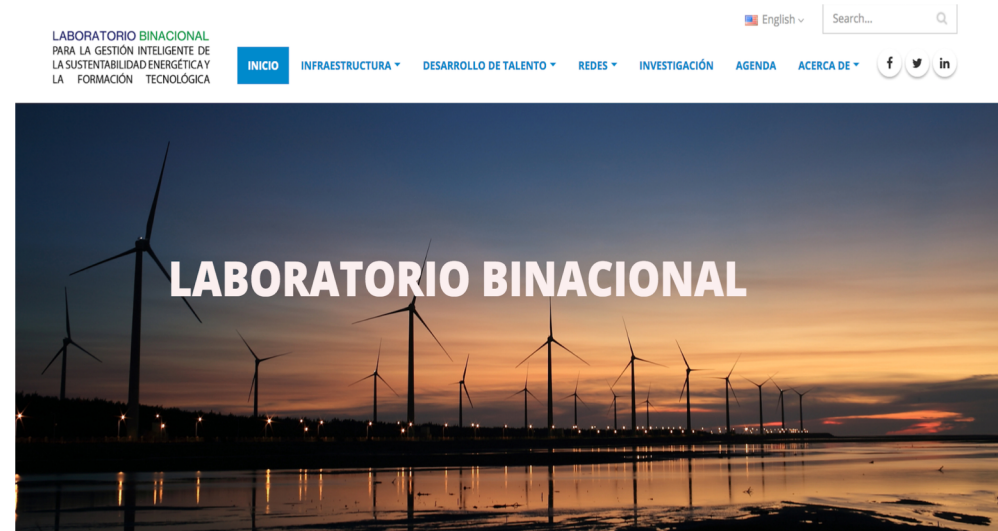 English
Search...
LABORATORIO BINACIONAL
PARA LA GESTIÓN INTELIGENTE DE
LA SUSTENTABILIDAD ENERGÉTICA Y
LA FORMACIÓN TECNOLÓGICA
INICIO INFRAESTRUCTURA DESARROLLO DE TALENTO REDES INVESTIGACIÓN AGENDA ACERCA DE
LABORATORIO BINACIONAL